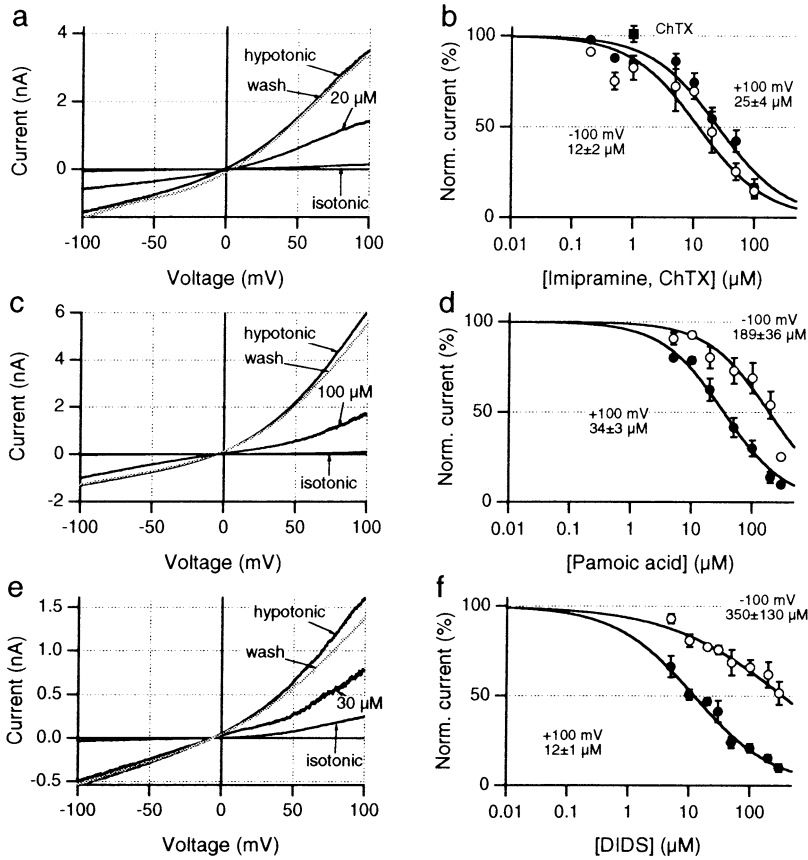 a
Current (nA)
4
2
0
hypotonic
wash
20 µM
isotonic
-100
-50
0
50
100
Voltage (mV)
b
Norm. current (%)
100
50
0
ChTX
+100 mV
25±4 µM
-100 mV
12±2 µM
0.01
0.1
1
10
100
[Imipramine, ChTX] (µM)
c
Current (nA)
6
4
2
0
-2
hypotonic
wash
100 µM
isotonic
-100
-50
0
50
100
Voltage (mV)
d
Norm. current (%)
100
50
0
-100 mV
189±36 µM
+100 mV
34±3 µM
0.01
0.1
1
10
100
[Pamoic acid] (µM)
e
Current (nA)
1.5
1.0
0.5
0.0
-0.5
hypotonic
wash
30 µM
isotonic
-100
-50
0
50
100
Voltage (mV)
f
Norm. current (%)
100
50
0
-100 mV
350±130 µM
+100 mV
12±1 µM
0.01
0.1
1
10
100
[DIDS] (µM)